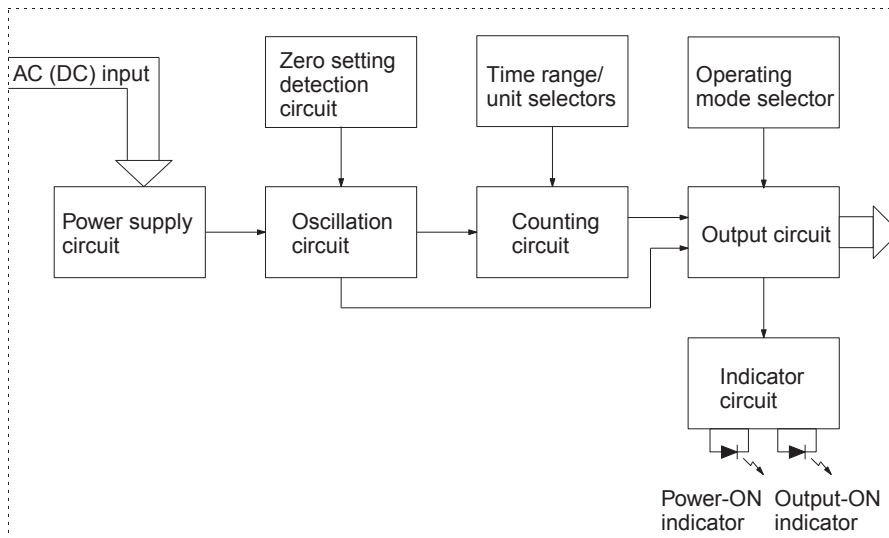 AC (DC) input
Zero setting
detection
circuit
Time range/
unit selectors
Operating
mode selector
Power supply
circuit
Oscillation
circuit
Counting
circuit
Output circuit
Indicator
circuit
Power-ON
indicator
Output-ON
indicator